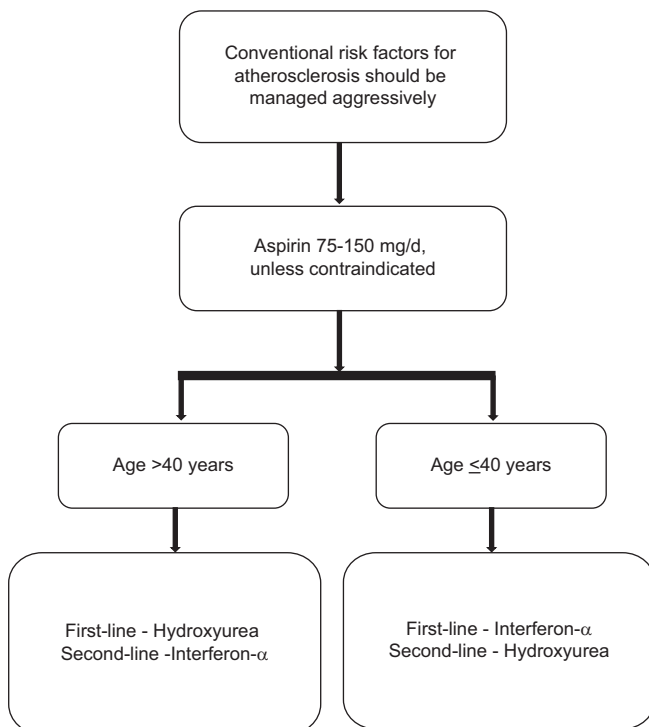 Conventional risk factors for
atherosclerosis should be
managed aggressively
Aspirin 75-150 mg/d,
unless contraindicated
Age >40 years
Age ≤40 years
First-line - Hydroxyurea
Second-line -Interferon-α
First-line - Interferon-α
Second-line - Hydroxyurea